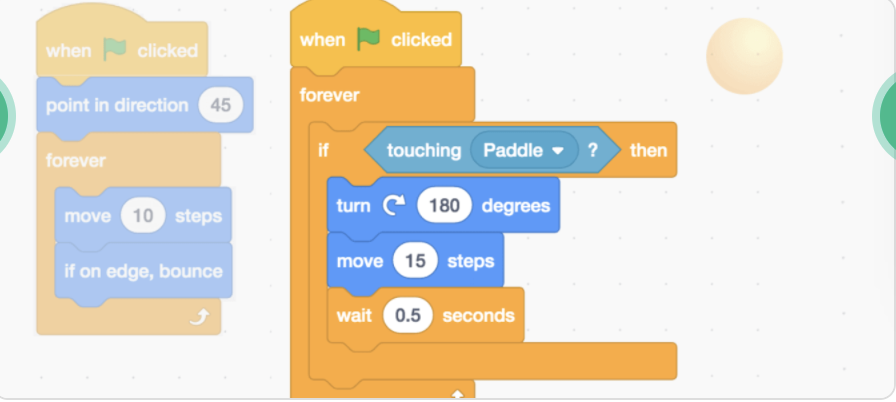 when clicked
point in direction 45
forever
move 10 steps
if on edge, bounce
when clicked
forever
if touching Paddle ? then
turn 180 degrees
move 15 steps
wait 0.5 seconds